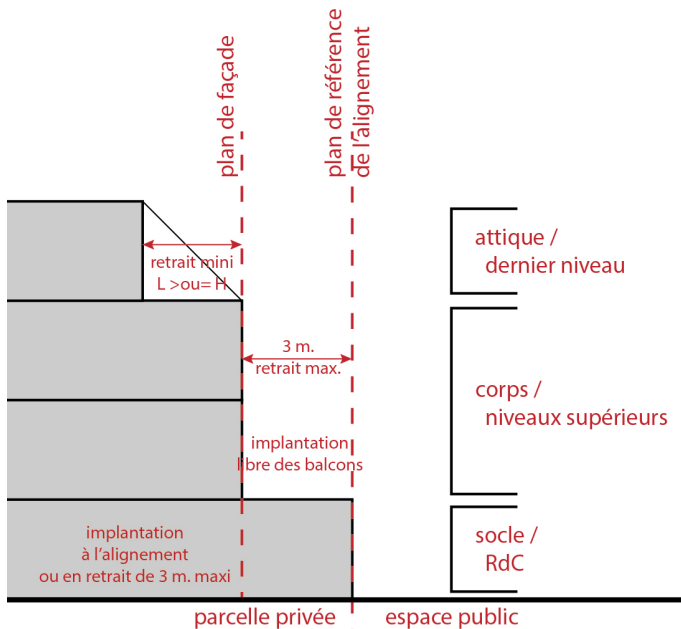 plan de façade
plan de référence
de l'alignement
attique /
dernier niveau
retrait mini
L >ou= H
3 m.
retrait max.
corps /
niveaux supérieurs
implantation
libre des balcons
implantation
à l'alignement
ou en retrait de 3 m. maxi
socle /
RdC
parcelle privée
espace public